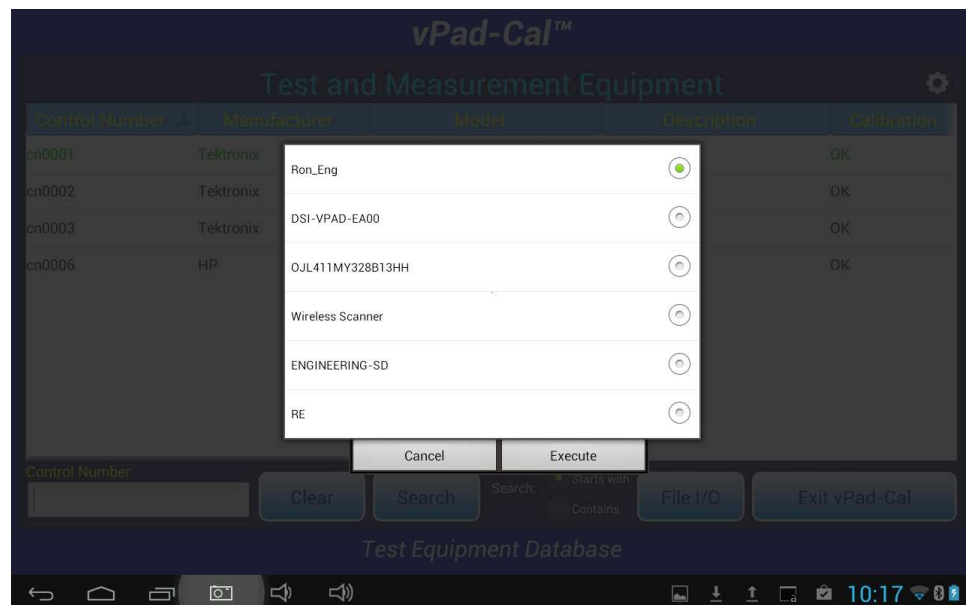 vPad-Cal™
Test and Measurement Equipment
Control Number Manufacturer Model Description Calibration
cn0001 Tektronix OK
cn0002 Tektronix OK
cn0003 Tektronix OK
cn0006 HP OK
Ron_Eng
DSI-VPAD-EA00
OJL411MY328B13HH
Wireless Scanner
ENGINEERING-SD
RE
Cancel Execute
Control Number
Clear Search Search: Starts with
Contains
File I/O Exit vPad-Cal
Test Equipment Database
10:17